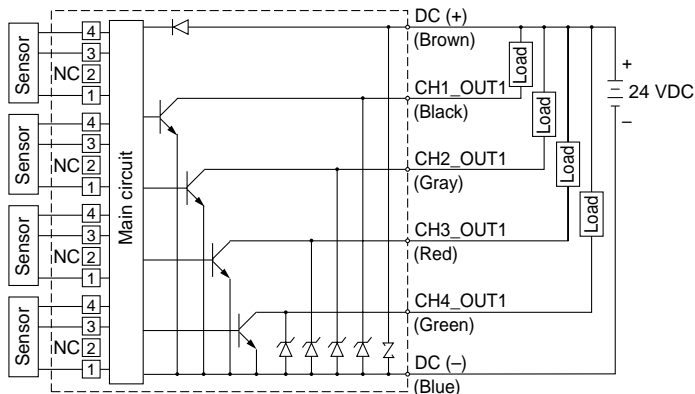 DC (+)
(Brown)
Sensor
4
3
NC 2
1
Sensor
4
3
NC 2
1
Sensor
4
3
NC 2
1
Sensor
4
3
NC 2
1
Main circuit
CH1_OUT1
(Black)
CH2_OUT1
(Gray)
CH3_OUT1
(Red)
CH4_OUT1
(Green)
DC (–)
(Blue)
Load
Load
Load
Load
+
24 VDC
–